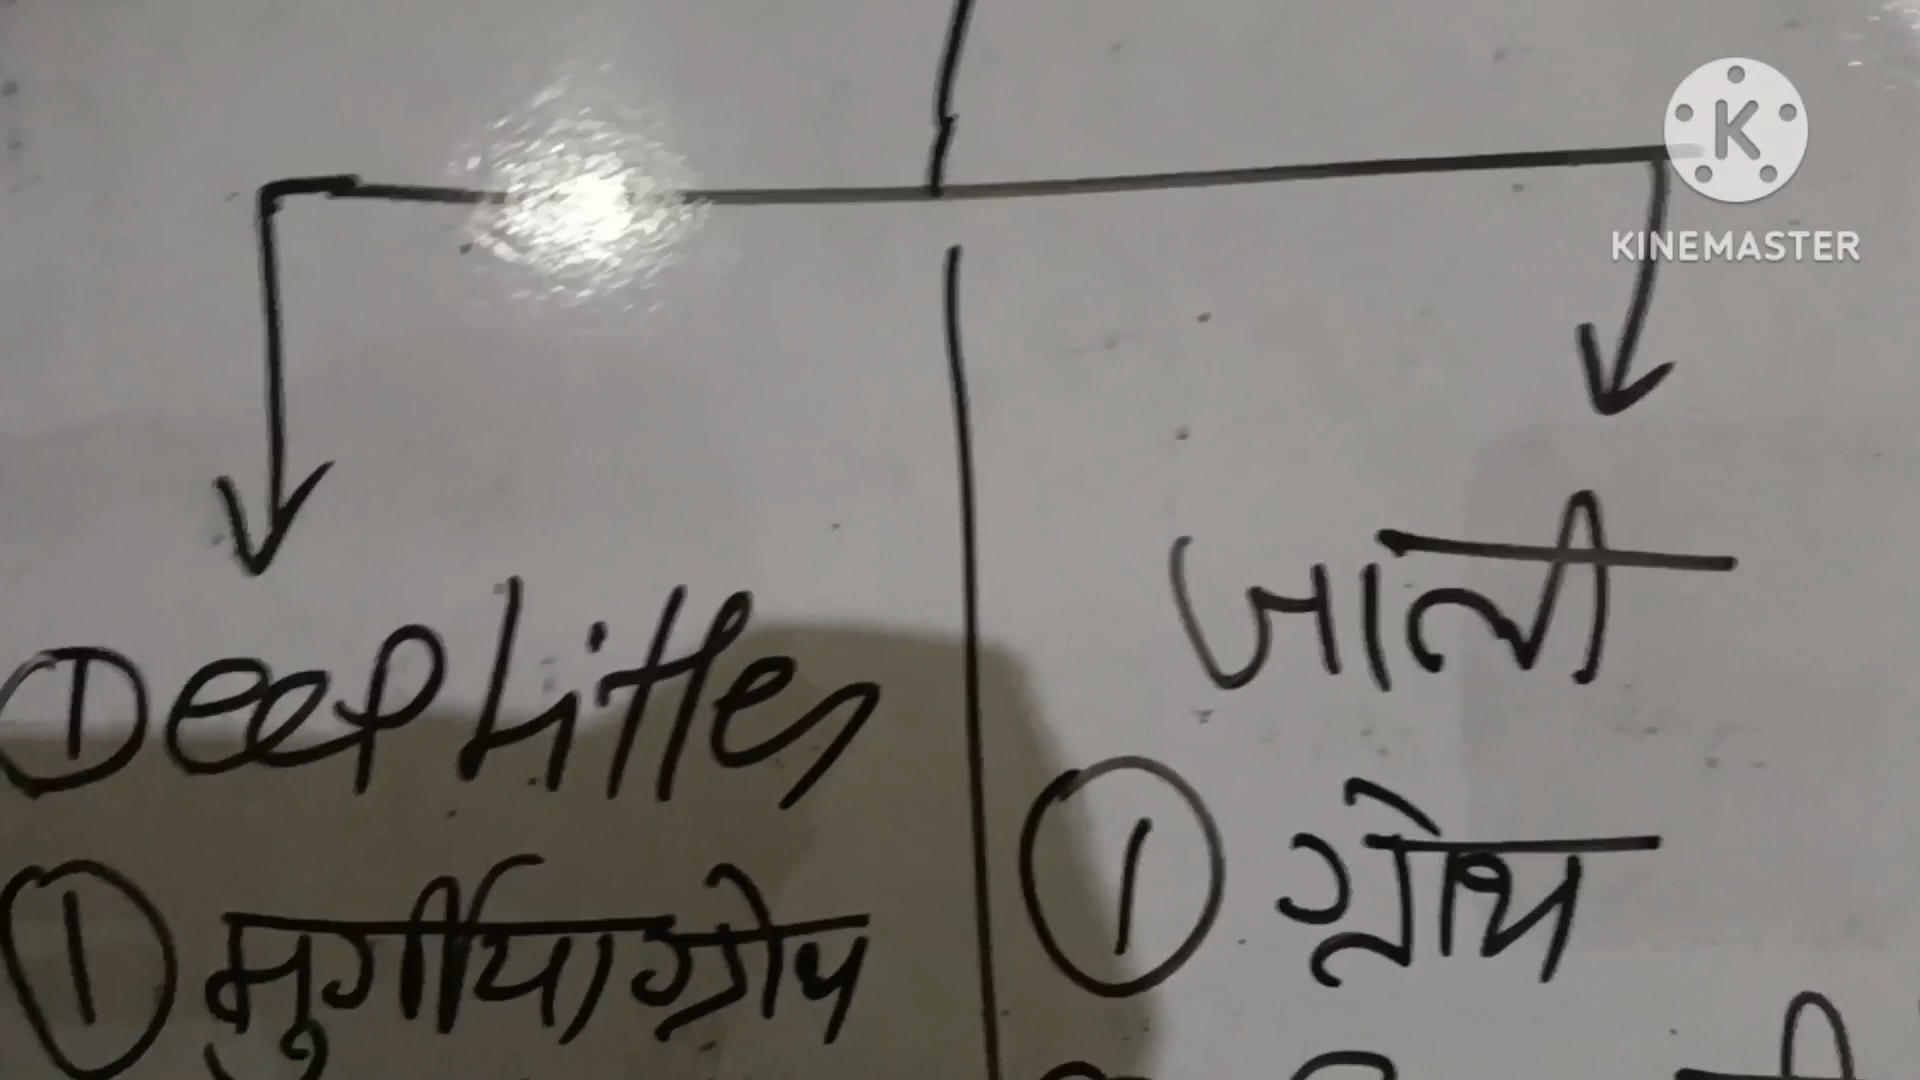 K
KINEMASTER
① Deep Litter
जाली
① मुर्गीया ग्रोथ
① ग्रोथ